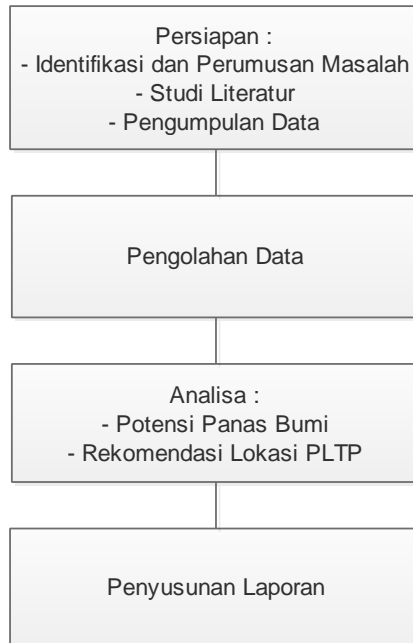 Persiapan :
- Identifikasi dan Perumusan Masalah
- Studi Literatur
- Pengumpulan Data
Pengolahan Data
Analisa :
- Potensi Panas Bumi
- Rekomendasi Lokasi PLTP
Penyusunan Laporan